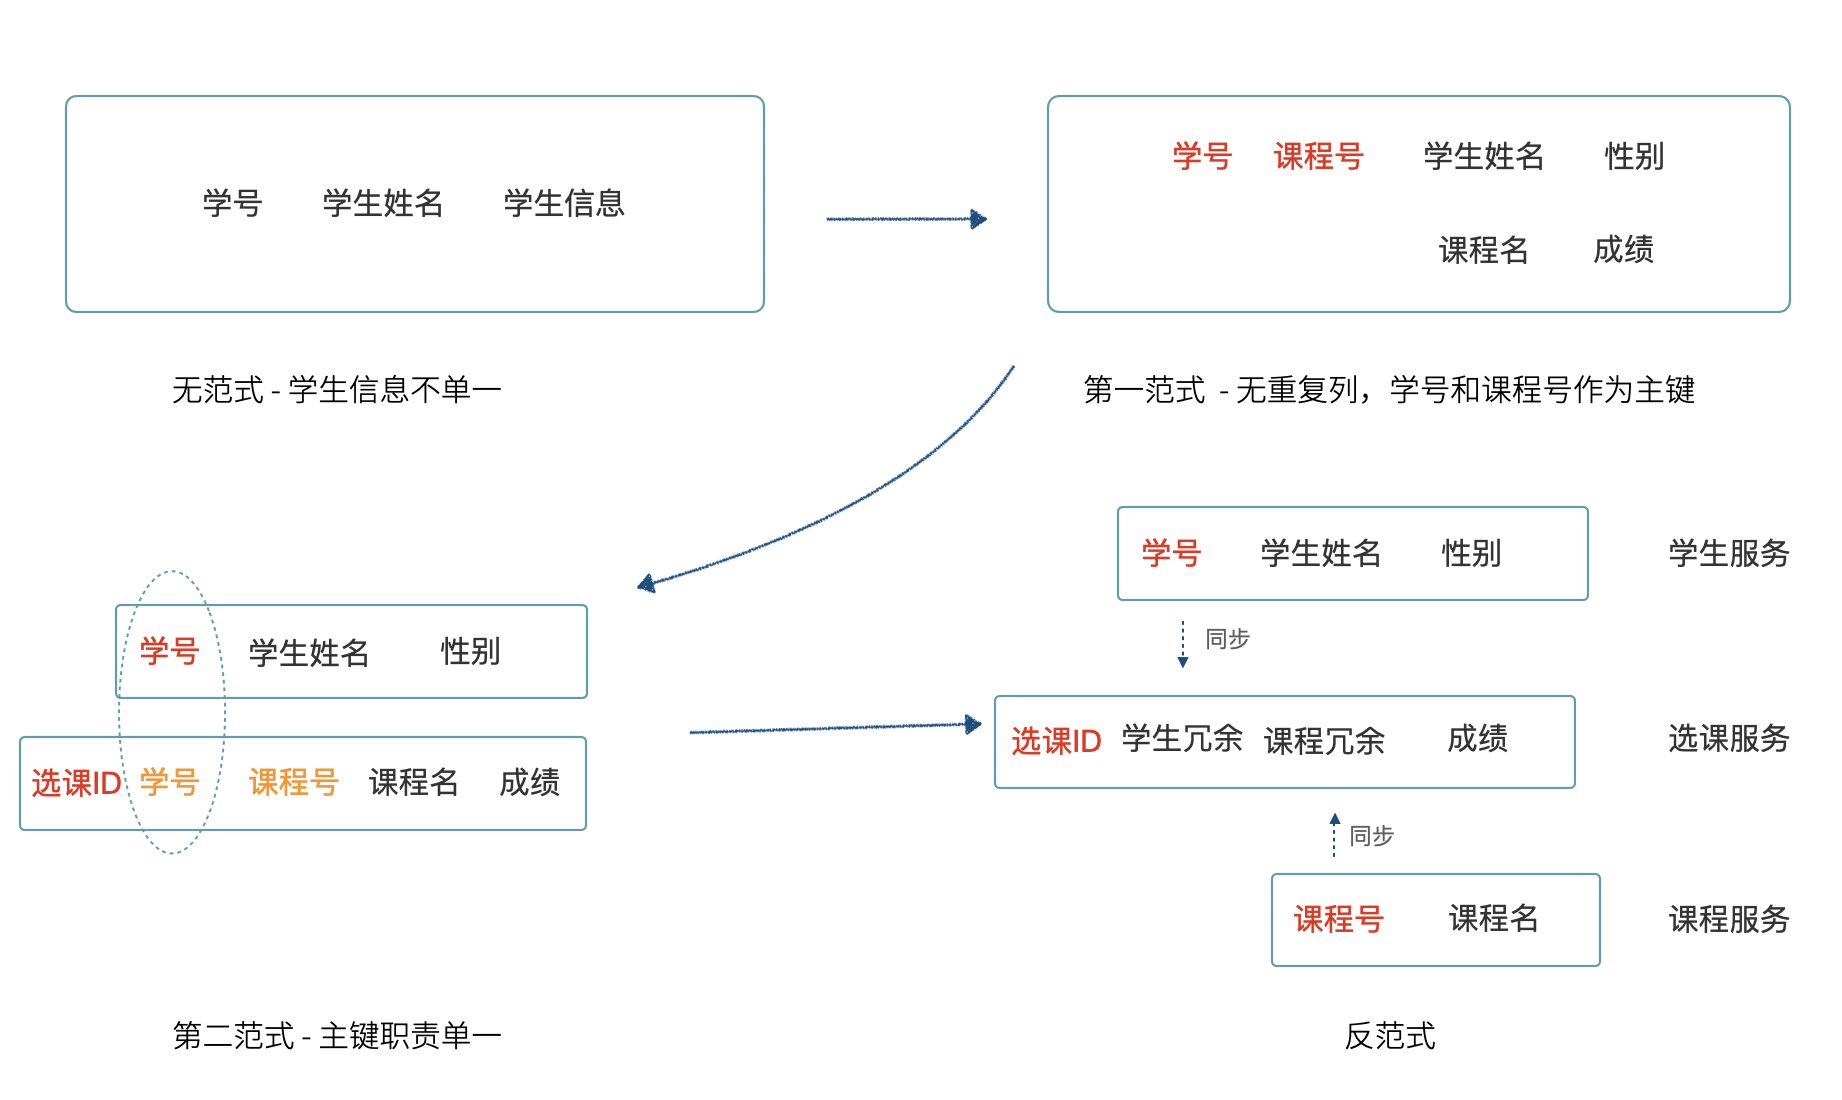 学号 学生姓名 学生信息
无范式 - 学生信息不单一
学号 课程号 学生姓名 性别
课程名 成绩
第一范式 - 无重复列，学号和课程号作为主键
学号 学生姓名 性别
选课ID 学号 课程号 课程名 成绩
第二范式 - 主键职责单一
学号 学生姓名 性别 学生服务
同步
选课ID 学生冗余 课程冗余 成绩 选课服务
同步
课程号 课程名 课程服务
反范式